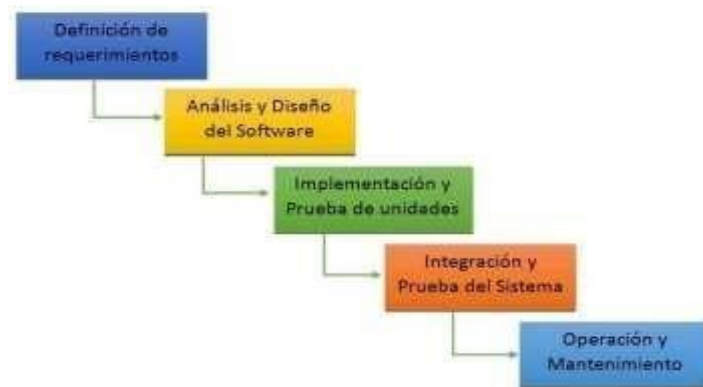 Definición de
requerimientos
Análisis y Diseño
del Software
Implementación y
Prueba de unidades
Integración y
Prueba del Sistema
Operación y
Mantenimiento